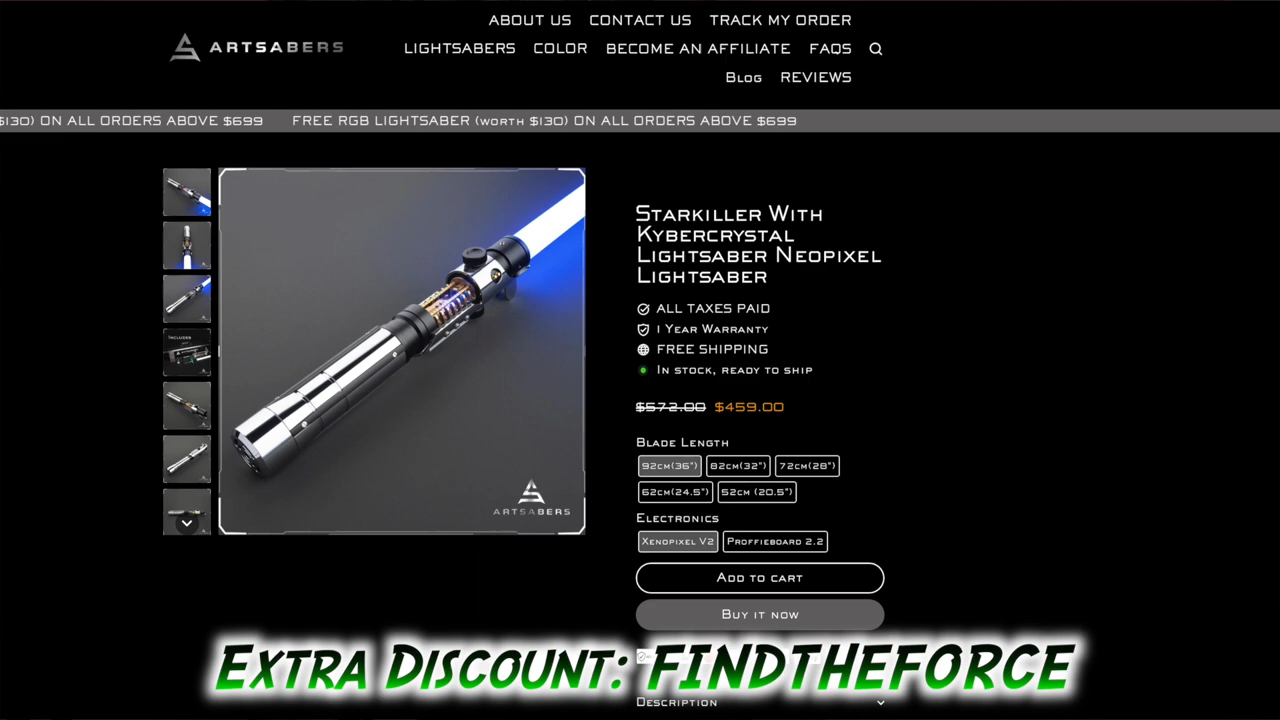 ABOUT US CONTACT US TRACK MY ORDER
ARTSABERS
LIGHTSABERS COLOR BECOME AN AFFILIATE FAQS
Blog REVIEWS
$130) ON ALL ORDERS ABOVE $699 FREE RGB LIGHTSABER (worth $130) ON ALL ORDERS ABOVE $699
Starkiller With
Kybercrystal
Lightsaber Neopixel
Lightsaber
ALL TAXES PAID
1 Year Warranty
FREE SHIPPING
In stock, ready to ship
$572.00 $459.00
Blade Length
92cm(36") 82cm(32") 72cm(28")
62cm(24.5") 52cm (20.5")
Electronics
Xenopixel V2 Proffieboard 2.2
Add to cart
Buy it now
ARTSABERS
Includes
Extra Discount: FINDTHEFORCE
Description